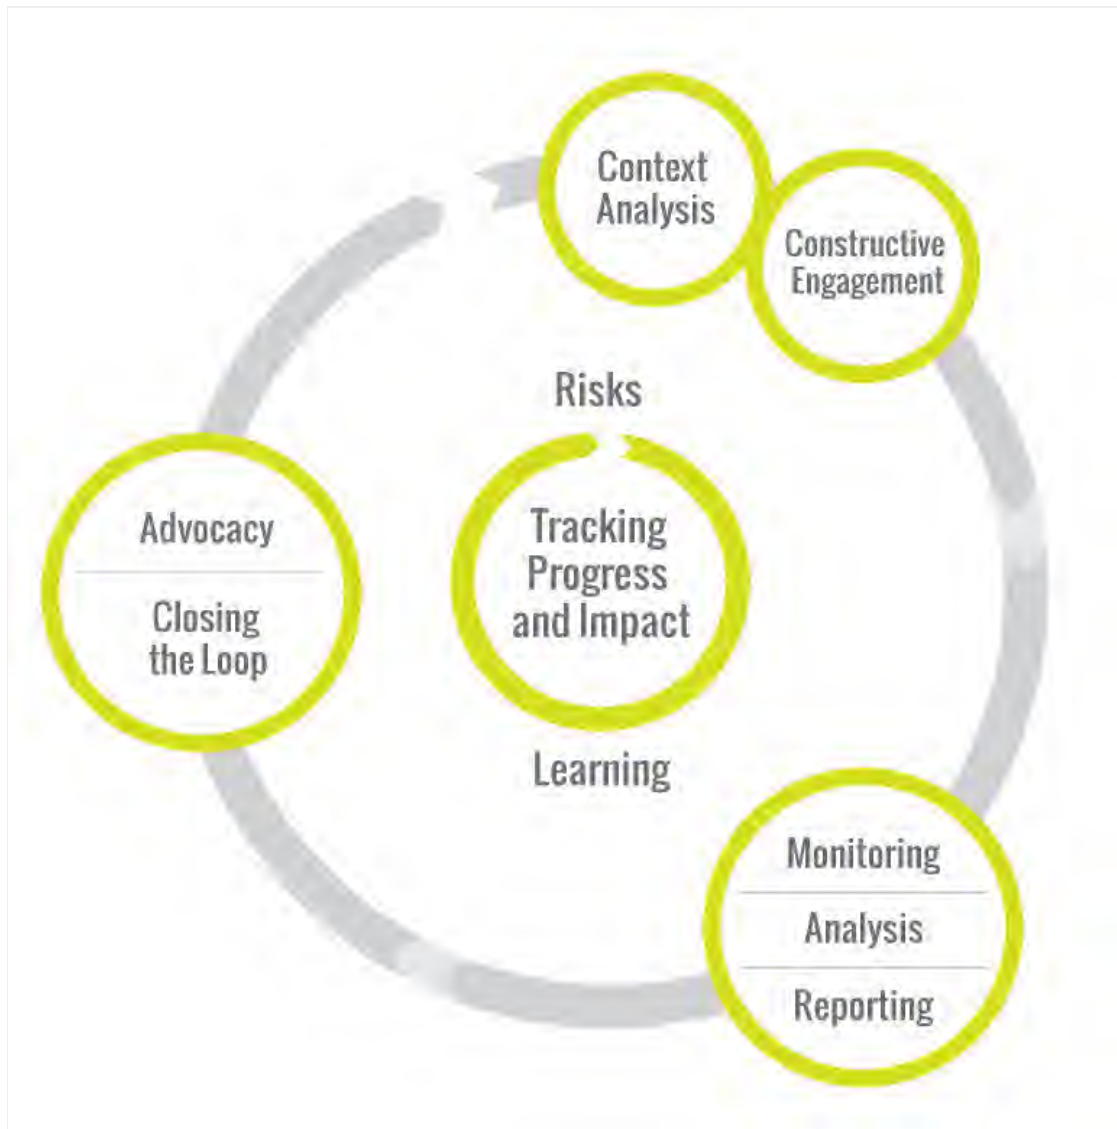 Context
Analysis
Constructive
Engagement
Risks
Tracking
Progress
and Impact
Learning
Advocacy
Closing
the Loop
Monitoring
Analysis
Reporting